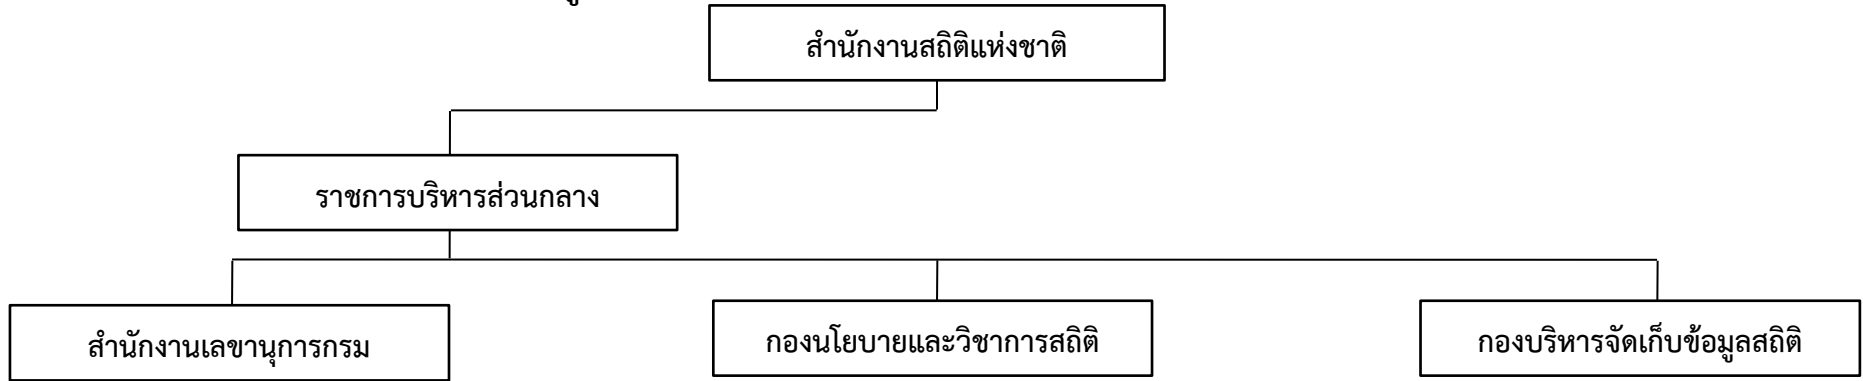 สำนักงานสถิติแห่งชาติ
ราชการบริหารส่วนกลาง
สำนักงานเลขานุการกรม
กองนโยบายและวิชาการสถิติ
กองบริหารจัดเก็บข้อมูลสถิติ